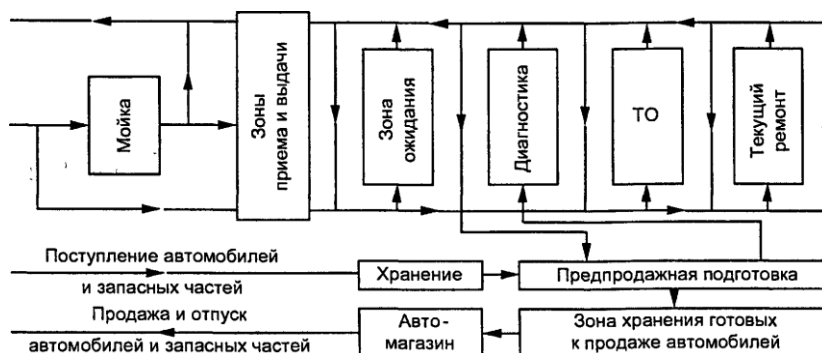 Мойка
Зоны
приема и выдачи
Зона
ожидания
Диагностика
ТО
Текущий
ремонт
Поступление автомобилей
и запасных частей
Хранение
Предпродажная подготовка
Продажа и отпуск
автомобилей и запасных частей
Авто-
магазин
Зона хранения готовых
к продаже автомобилей